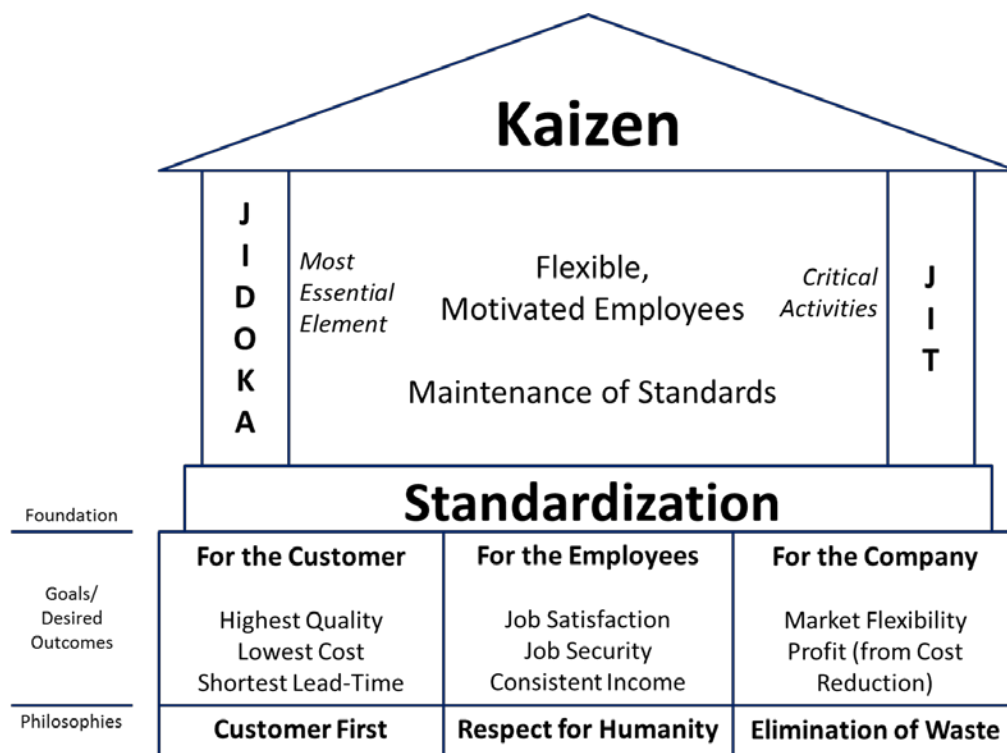 Kaizen
JIDOKA
Most
Essential
Element
Flexible,
Motivated Employees
Maintenance of Standards
Critical
Activities
JIT
Foundation
Standardization
Goals/
Desired
Outcomes
For the Customer
Highest Quality
Lowest Cost
Shortest Lead-Time
For the Employees
Job Satisfaction
Job Security
Consistent Income
For the Company
Market Flexibility
Profit (from Cost
Reduction)
Philosophies
Customer First
Respect for Humanity
Elimination of Waste